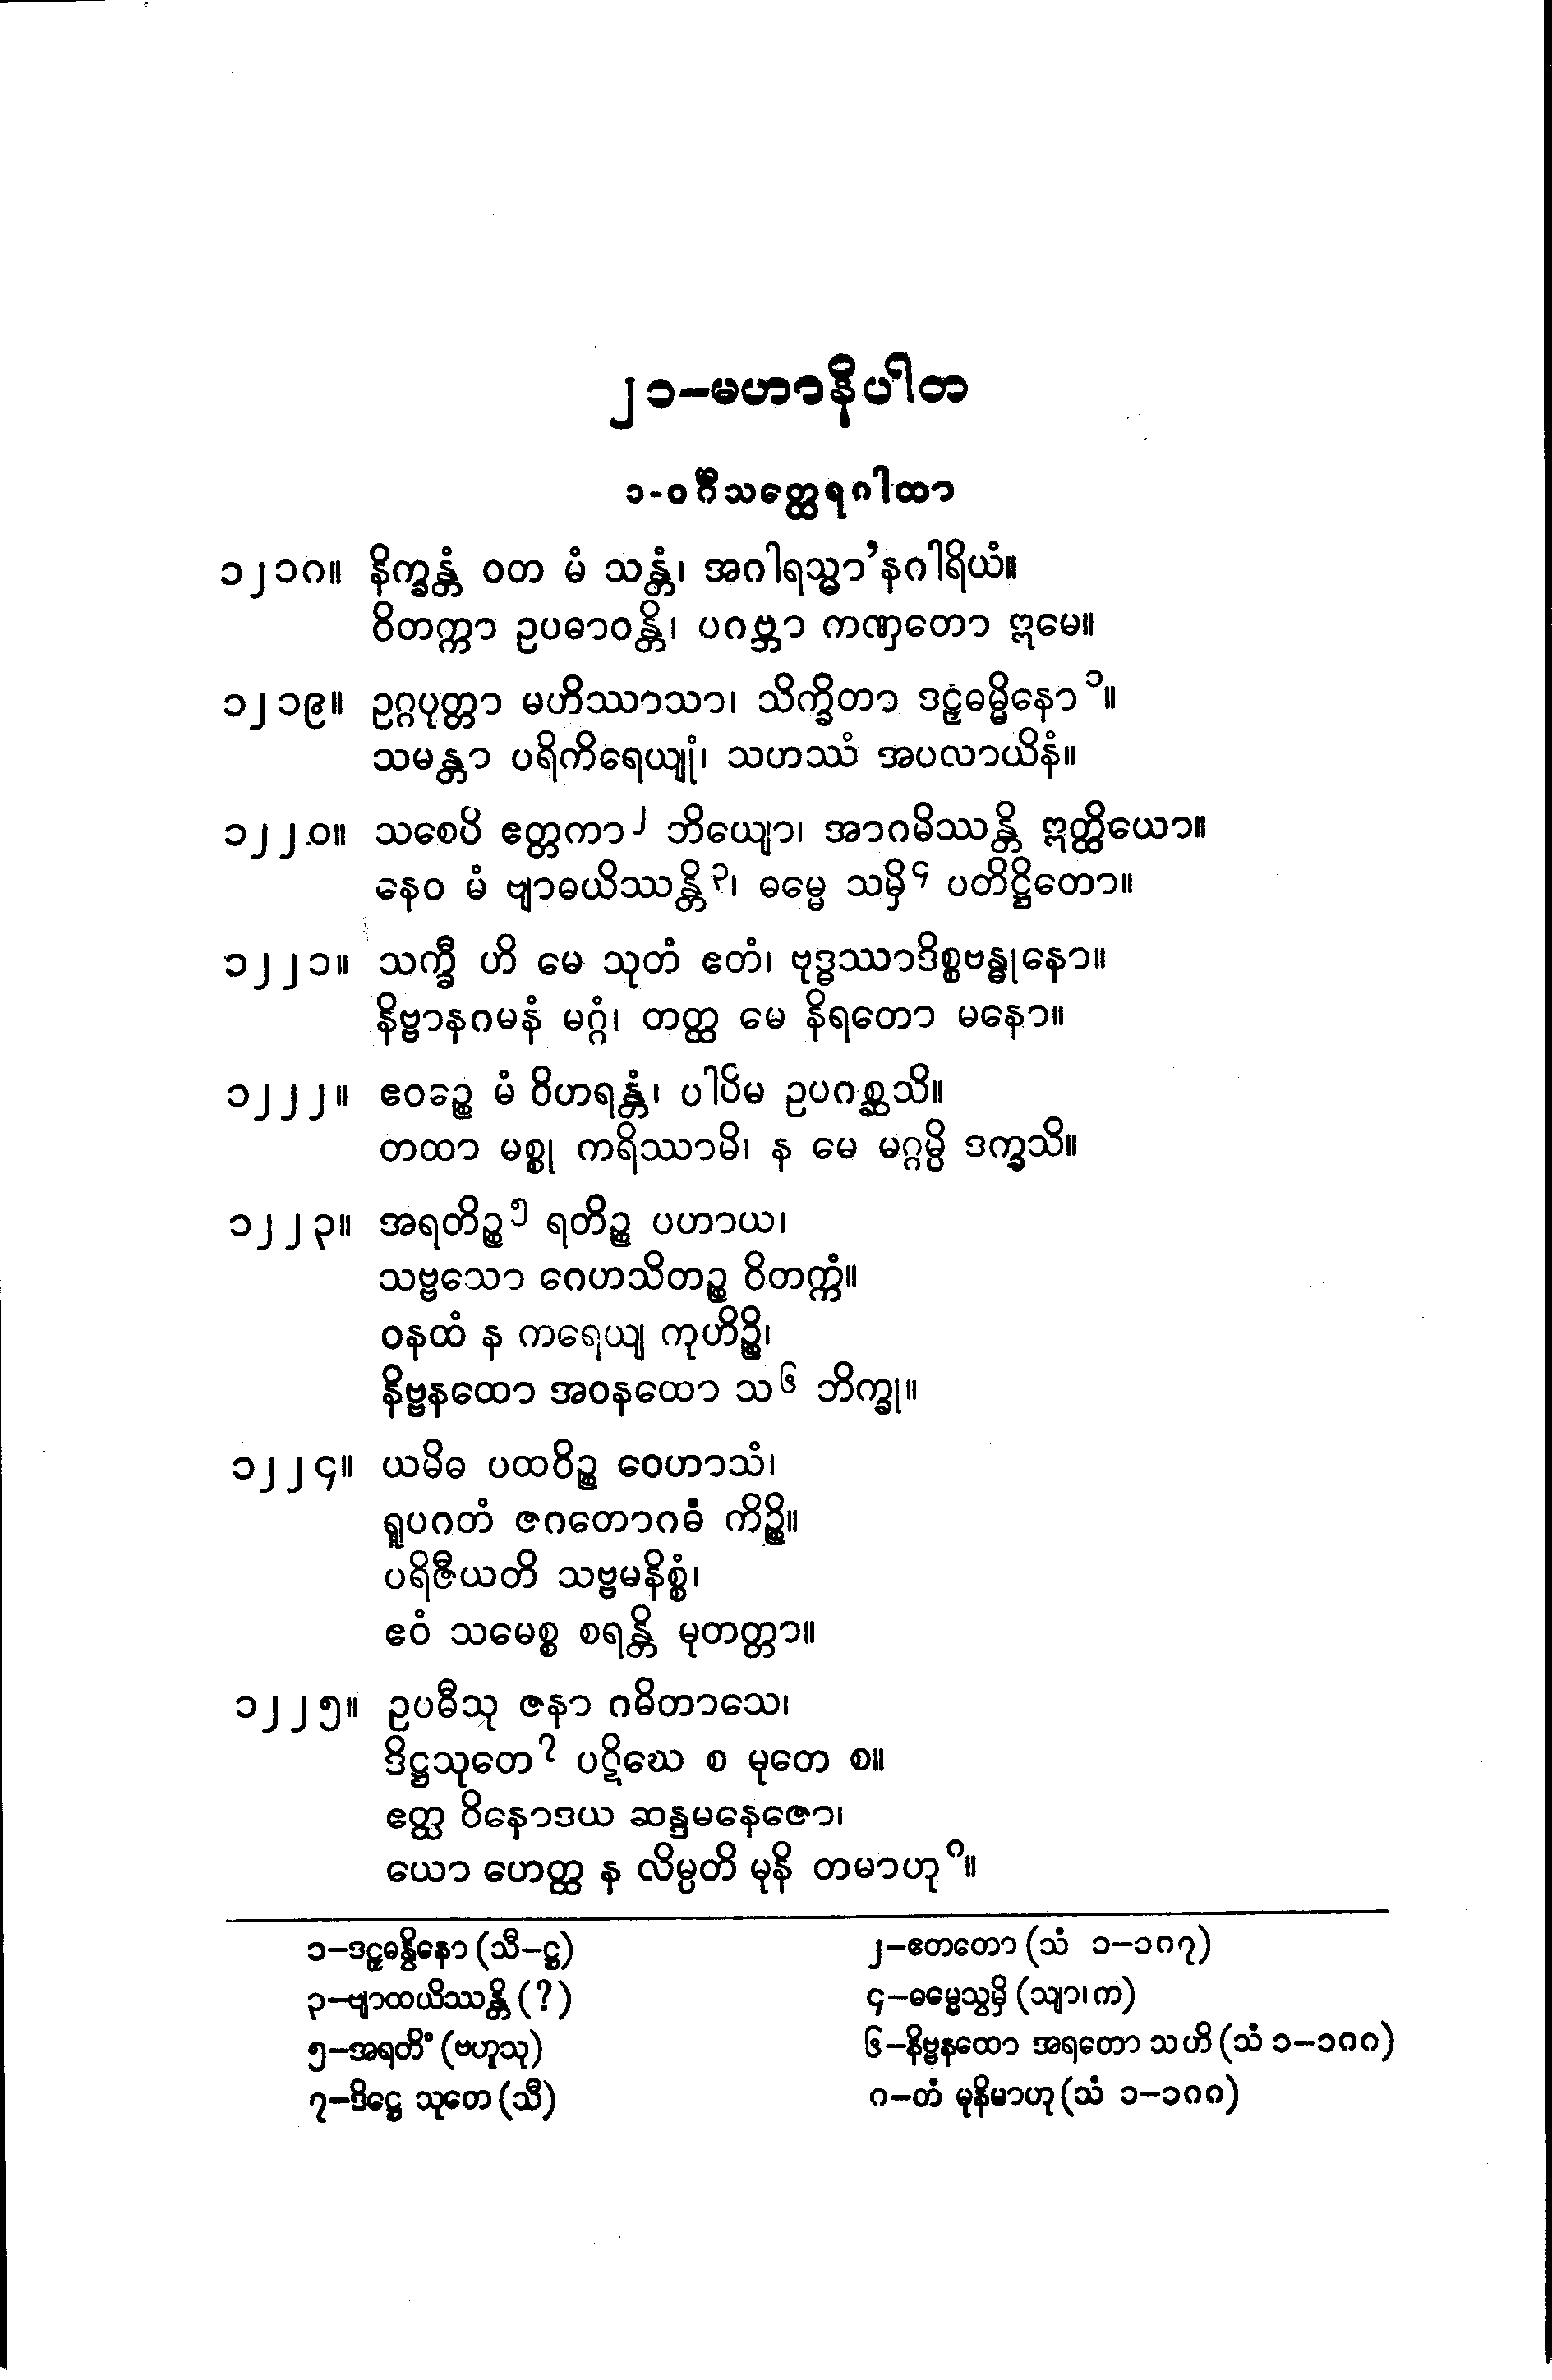 ၂၁–မဟာနိပါတ
၁-ဝင်္ဂီသတ္ထေရဂါထာ
၁၂၁၈။ နိက္ခန္တံ ဝတ မံ သန္တံ၊ အဂါရသ္မာ’နဂါရိယံ။
ဝိတက္ကာ ဥပဓာဝန္တိ၊ ပဂဗ္ဘာ ကဏှတော ဣမေ။
၁၂၁၉။ ဥဂ္ဂပုတ္တာ မဟိဿာသာ၊ သိက္ခိတာ ဒဠှံဓမ္မိနော ၁။
သမန္တာ ပရိကိရေယျုံ၊ သဟဿံ အပလာယိနံ။
၁၂၂၀။ သစေပိ ဧတ္တကာ ၂ ဘိယျော၊ အာဂမိဿန္တိ ဣတ္ထိယော။
နေဝ မံ ဗျာဓယိဿန္တိ ၃၊ ဓမ္မေ သမှိ ၄ ပတိဋ္ဌိတော။
၁၂၂၁။ သက္ခီ ဟိ မေ သုတံ ဧတံ၊ ဗုဒ္ဓဿာဒိစ္စဗန္ဓုနော။
နိဗ္ဗာနဂမနံ မဂ္ဂံ၊ တတ္ထ မေ နိရတော မနော။
၁၂၂၂။ ဧဝဉ္စေ မံ ဝိဟရန္တံ၊ ပါပိမ ဥပဂစ္ဆသိ။
တထာ မစ္စု ကရိဿာမိ၊ န မေ မဂ္ဂမ္ပိ ဒက္ခသိ။
၁၂၂၃။ အရတိဉ္စ ၅ ရတိဉ္စ ပဟာယ၊
သဗ္ဗသော ဂေဟသိတဉ္စ ဝိတက္ကံ။
ဝနထံ န ကရေယျ ကုဟိဉ္စိ၊
နိဗ္ဗနထော အဝနထော သ ၆ ဘိက္ခု။
၁၂၂၄။ ယမိဓ ပထဝိဉ္စ ဝေဟာသံ၊
ရူပဂတံ ဇဂတောဂဓံ ကိဉ္စိ။
ပရိဇီယတိ သဗ္ဗမနိစ္စံ၊
ဧဝံ သမေစ္စ စရန္တိ မုတတ္တာ။
၁၂၂၅။ ဥပဓီသု ဇနာ ဂဓိတာသေ၊
ဒိဋ္ဌသုတေ ၇ ပဋိဃေ စ မုတေ စ။
ဧတ္ထ ဝိနောဒယ ဆန္ဒမနေဇော၊
ယော ဟေတ္ထ န လိမ္ပတိ မုနိ တမာဟု ၈။
၁–ဒဠှဓန္ဝိနော (သီ–ဋ္ဌ) ၂–ဧတတော (သံ ၁–၁၈၇)
၃–ဗျာထယိဿန္တိ (?) ၄–ဓမ္မေသွမှိ (သျာ၊က)
၅–အရတိံ (ဗဟူသု) ၆–နိဗ္ဗနထော အရတော သ ဟိ (သံ ၁–၁၈၈)
၇–ဒိဋ္ဌေ သုတေ (သီ) ၈–တံ မုနိမာဟု (သံ ၁–၁၈၈)